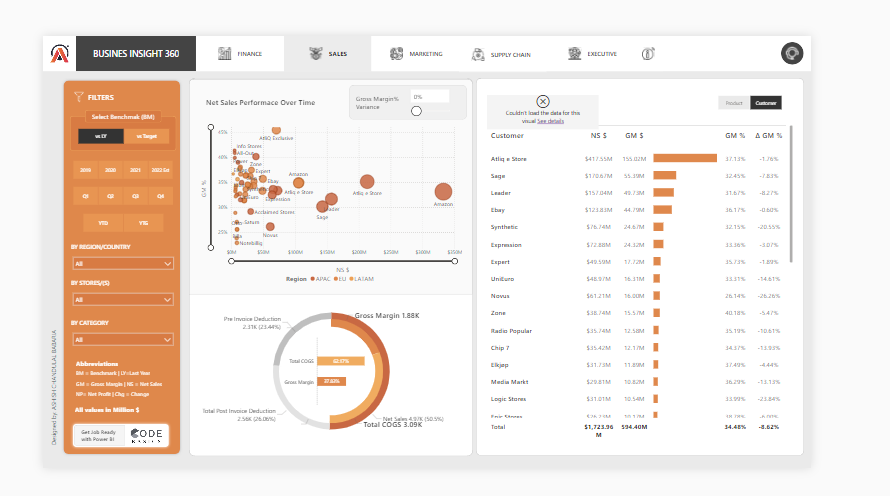 BUSINES INSIGHT 360
FINANCE
SALES
MARKETING
SUPPLY CHAIN
EXECUTIVE
FILTERS
Select Benchmak (BM)
vs LY
vs Target
2019
2020
2021
2022 Est
Q1
Q2
Q3
Q4
YTD
YTG
BY REGION/COUNTRY
All
BY STORES/(S)
All
BY CATEGORY
All
Abbreviations
BM = Benchmark | LY=Last Year
GM = Gross Margin | NS = Net Sales
NP= Net Profit | Chg = Change
All values in Million $
Get Job Ready
with Power BI
CODE
BASICS
Designed by: ASHISH CHANDULAL BABARIA
Net Sales Performace Over Time
Gross Margin%
Variance
0%
45%
40%
35%
30%
25%
GM %
AtliQ Exclusive
Info Stores
All-Out
Zone
Expert
Ebay
Amazon
Atliq e Store
Atliq e Store
Expression
Leader
Sage
Amazon
UniEuro
Acclaimed Stores
Saturn
Novus
Notebillig
$0M
$50M
$100M
$150M
$200M
$250M
$300M
$350M
NS $
Region
APAC
EU
LATAM
Gross Margin 1.88K
Pre Invoice Deduction
2.31K (23.44%)
Total COGS
62.17%
Gross Margin
37.83%
Total Post Invoice Deduction
2.56K (26.06%)
Net Sales 4.97K (50.5%)
Total COGS 3.09K
Couldn't load the data for this
visual See details
Product
Customer
Customer NS $ GM $ GM % Δ GM %
Atliq e Store $417.55M 155.02M 37.13% -1.76%
Sage $170.67M 55.39M 32.45% -7.83%
Leader $157.04M 49.73M 31.67% -8.27%
Ebay $123.83M 44.79M 36.17% -0.60%
Synthetic $76.74M 24.67M 32.15% -20.55%
Expression $72.88M 24.32M 33.36% -3.07%
Expert $49.59M 17.72M 35.73% -1.89%
UniEuro $48.97M 16.31M 33.31% -14.61%
Novus $61.21M 16.00M 26.14% -26.26%
Zone $38.74M 15.57M 40.18% -5.47%
Radio Popular $35.74M 12.58M 35.19% -10.61%
Chip 7 $35.42M 12.17M 34.37% -13.93%
Elkjøp $31.73M 11.89M 37.49% -4.44%
Media Markt $29.81M 10.82M 36.29% -13.13%
Logic Stores $31.01M 10.54M 33.99% -23.84%
Total $1,723.96 594.40M 34.48% -8.62%
M